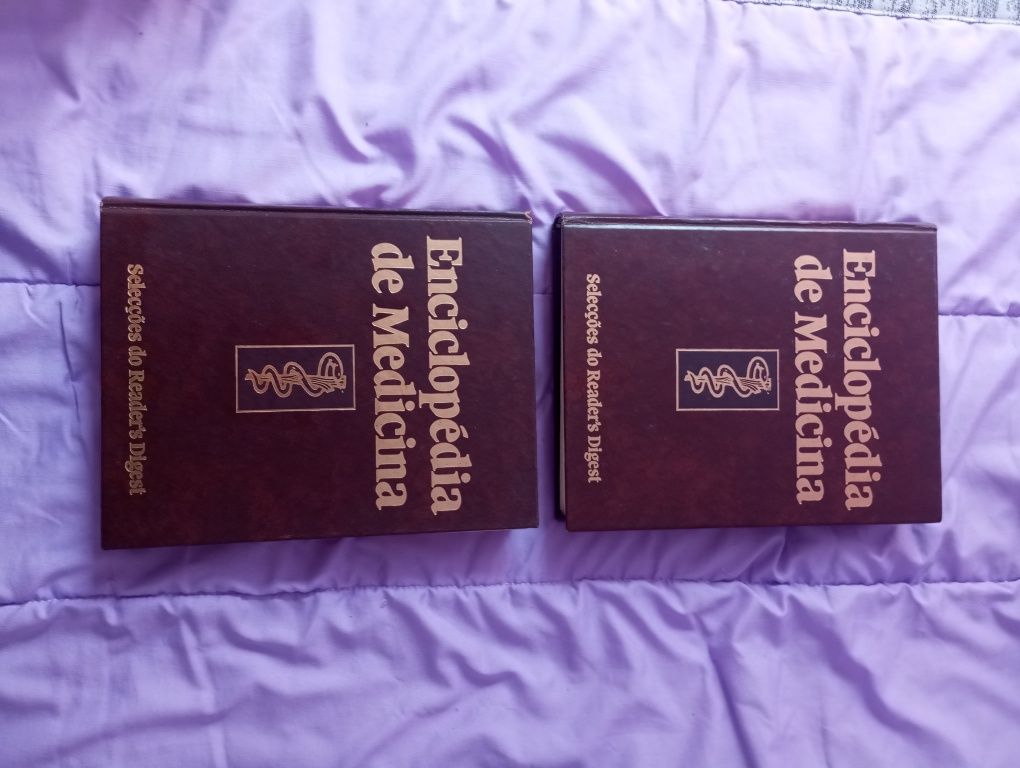 Enciclopédia
de Medicina
Selecções do Reader's Digest
Enciclopédia
de Medicina
Selecções do Reader's Digest